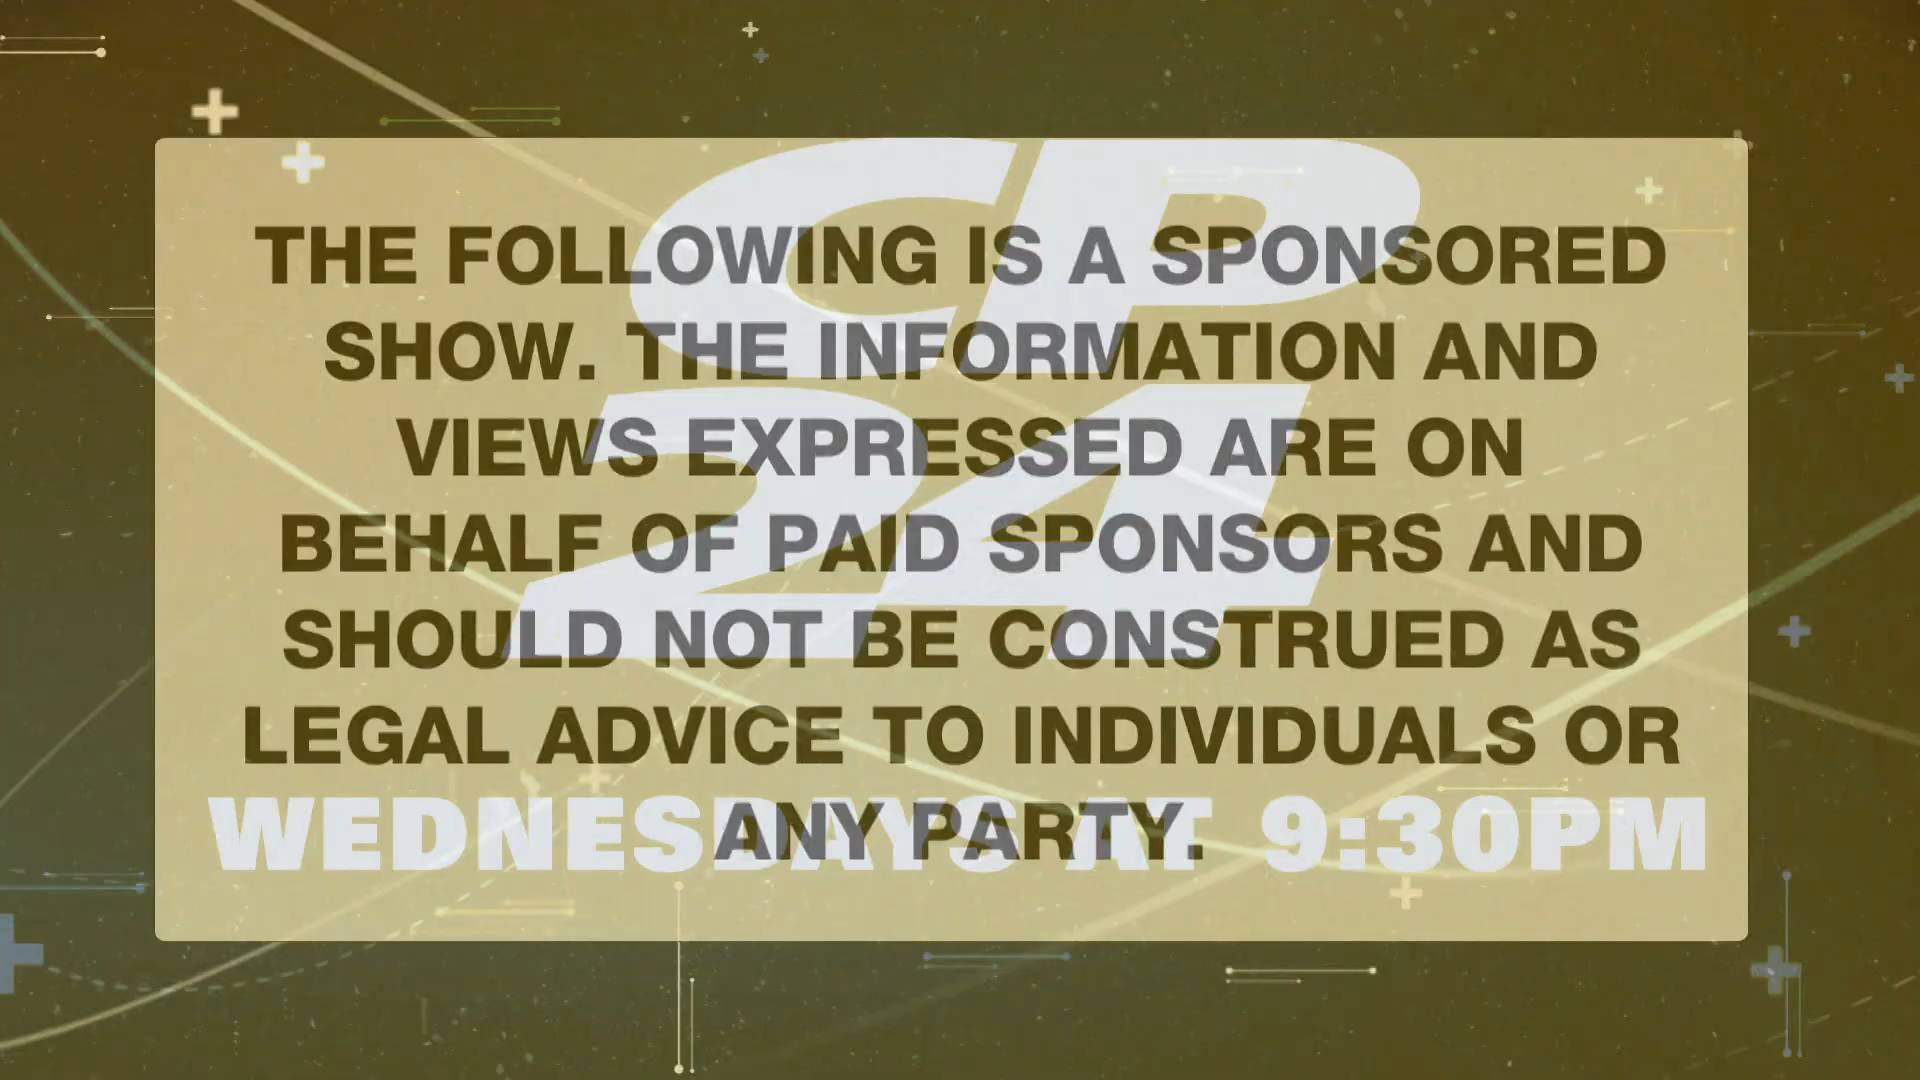 CP
24
THE FOLLOWING IS A SPONSORED
SHOW. THE INFORMATION AND
VIEWS EXPRESSED ARE ON
BEHALF OF PAID SPONSORS AND
SHOULD NOT BE CONSTRUED AS
LEGAL ADVICE TO INDIVIDUALS OR
ANY PARTY.
WEDNESDAYS AT 9:30PM